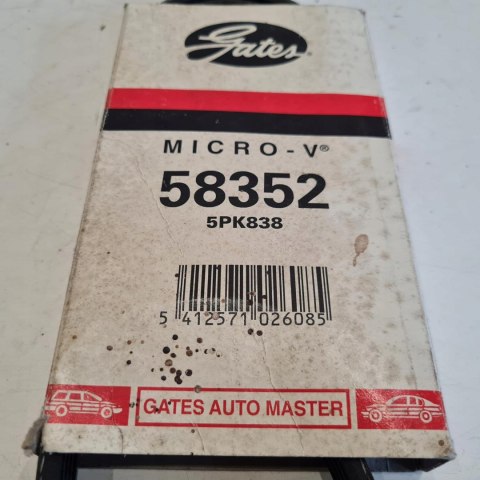 Gates
MICRO-V®
58352
5PK838
5 412571 026085
GATES AUTO MASTER